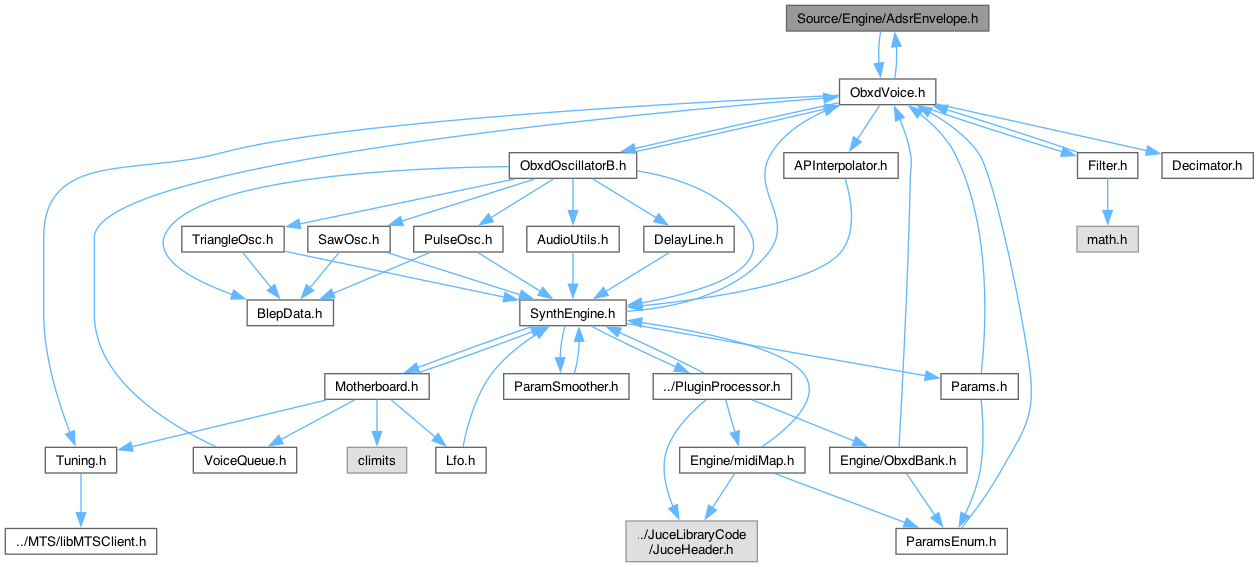 Source/Engine/AdsrEnvelope.h
ObxdVoice.h
ObxdOscillatorB.h
APInterpolator.h
Filter.h
Decimator.h
TriangleOsc.h
SawOsc.h
PulseOsc.h
AudioUtils.h
DelayLine.h
math.h
BlepData.h
SynthEngine.h
Motherboard.h
ParamSmoother.h
../PluginProcessor.h
Params.h
Tuning.h
VoiceQueue.h
climits
Lfo.h
Engine/midiMap.h
Engine/ObxdBank.h
../MTS/libMTSClient.h
../JuceLibraryCode
/JuceHeader.h
ParamsEnum.h